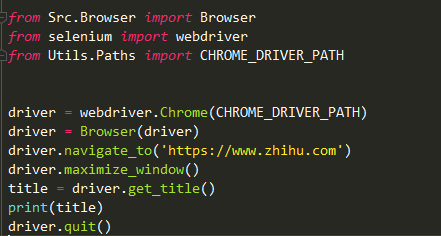 from Src.Browser import Browser
from selenium import webdriver
from Utils.Paths import CHROME_DRIVER_PATH
driver = webdriver.Chrome(CHROME_DRIVER_PATH)
driver = Browser(driver)
driver.navigate_to('https://www.zhihu.com')
driver.maximize_window()
title = driver.get_title()
print(title)
driver.quit()